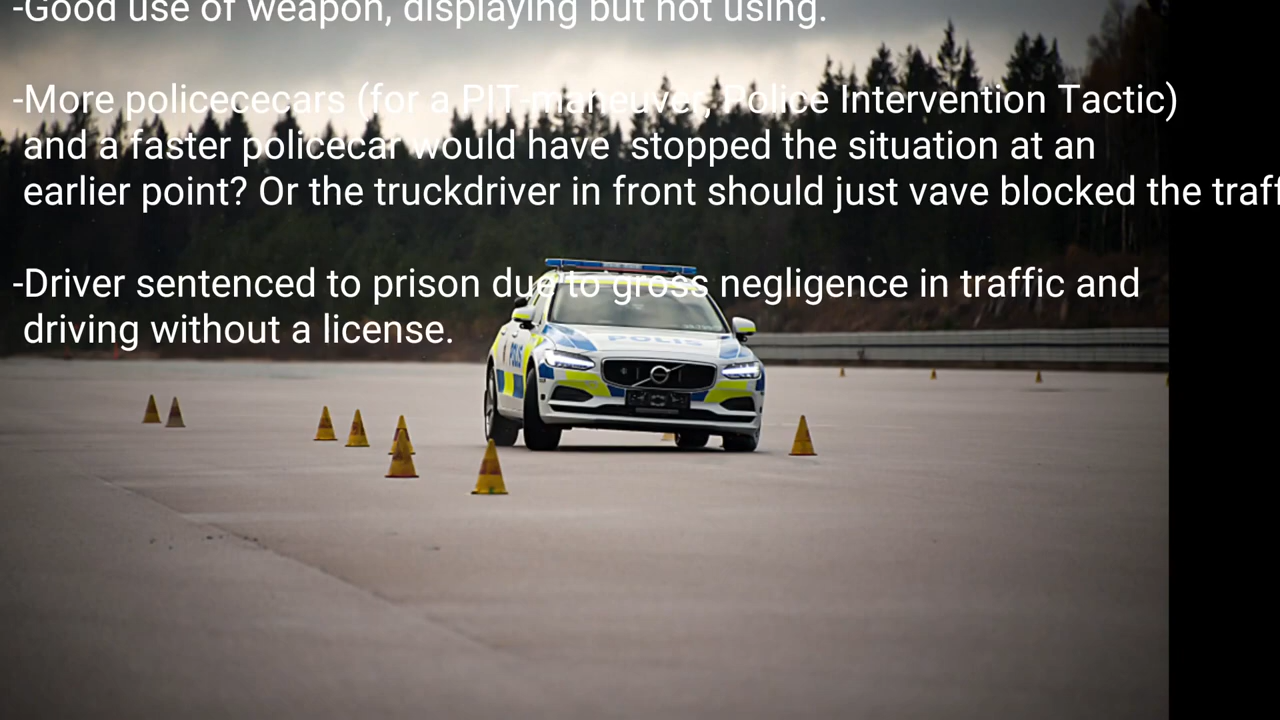 -Good use of weapon, displaying but not using.
-More policececars (for a PIT-maneuver, Police Intervention Tactic)
and a faster policecar would have stopped the situation at an
earlier point? Or the truckdriver in front should just vave blocked the traff
-Driver sentenced to prison due to gross negligence in traffic and
driving without a license.
POLIS
POLIS